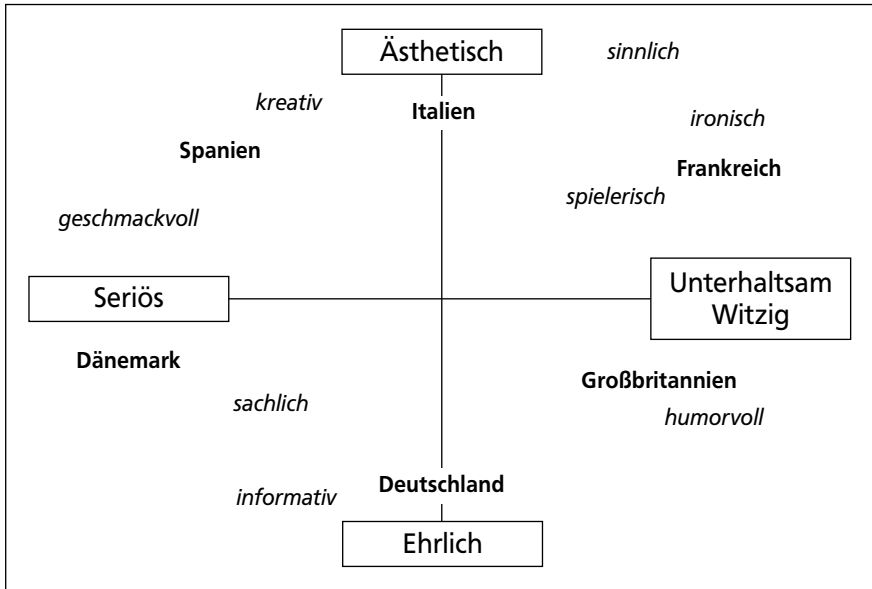 Ästhetisch
sinnlich
kreativ
Italien
ironisch
Spanien
Frankreich
spielerisch
geschmackvoll
Seriös
Unterhaltsam
Witzig
Dänemark
Großbritannien
sachlich
humorvoll
Deutschland
informativ
Ehrlich